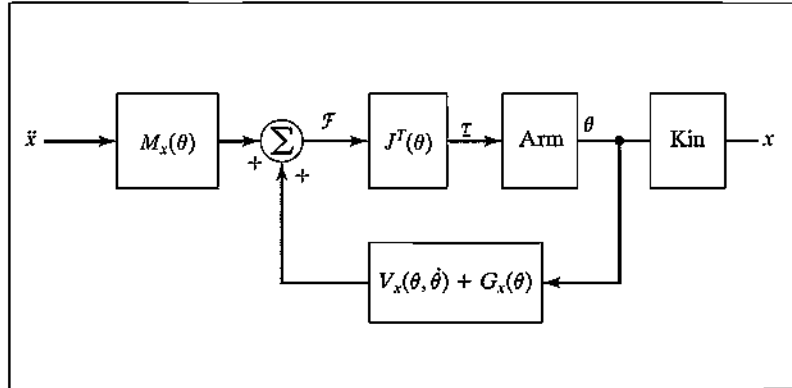 ẍ
M_x(θ)
Σ
+
+
ℱ
J^T(θ)
τ
Arm
θ
Kin
x
V_x(θ, θ̇) + G_x(θ)